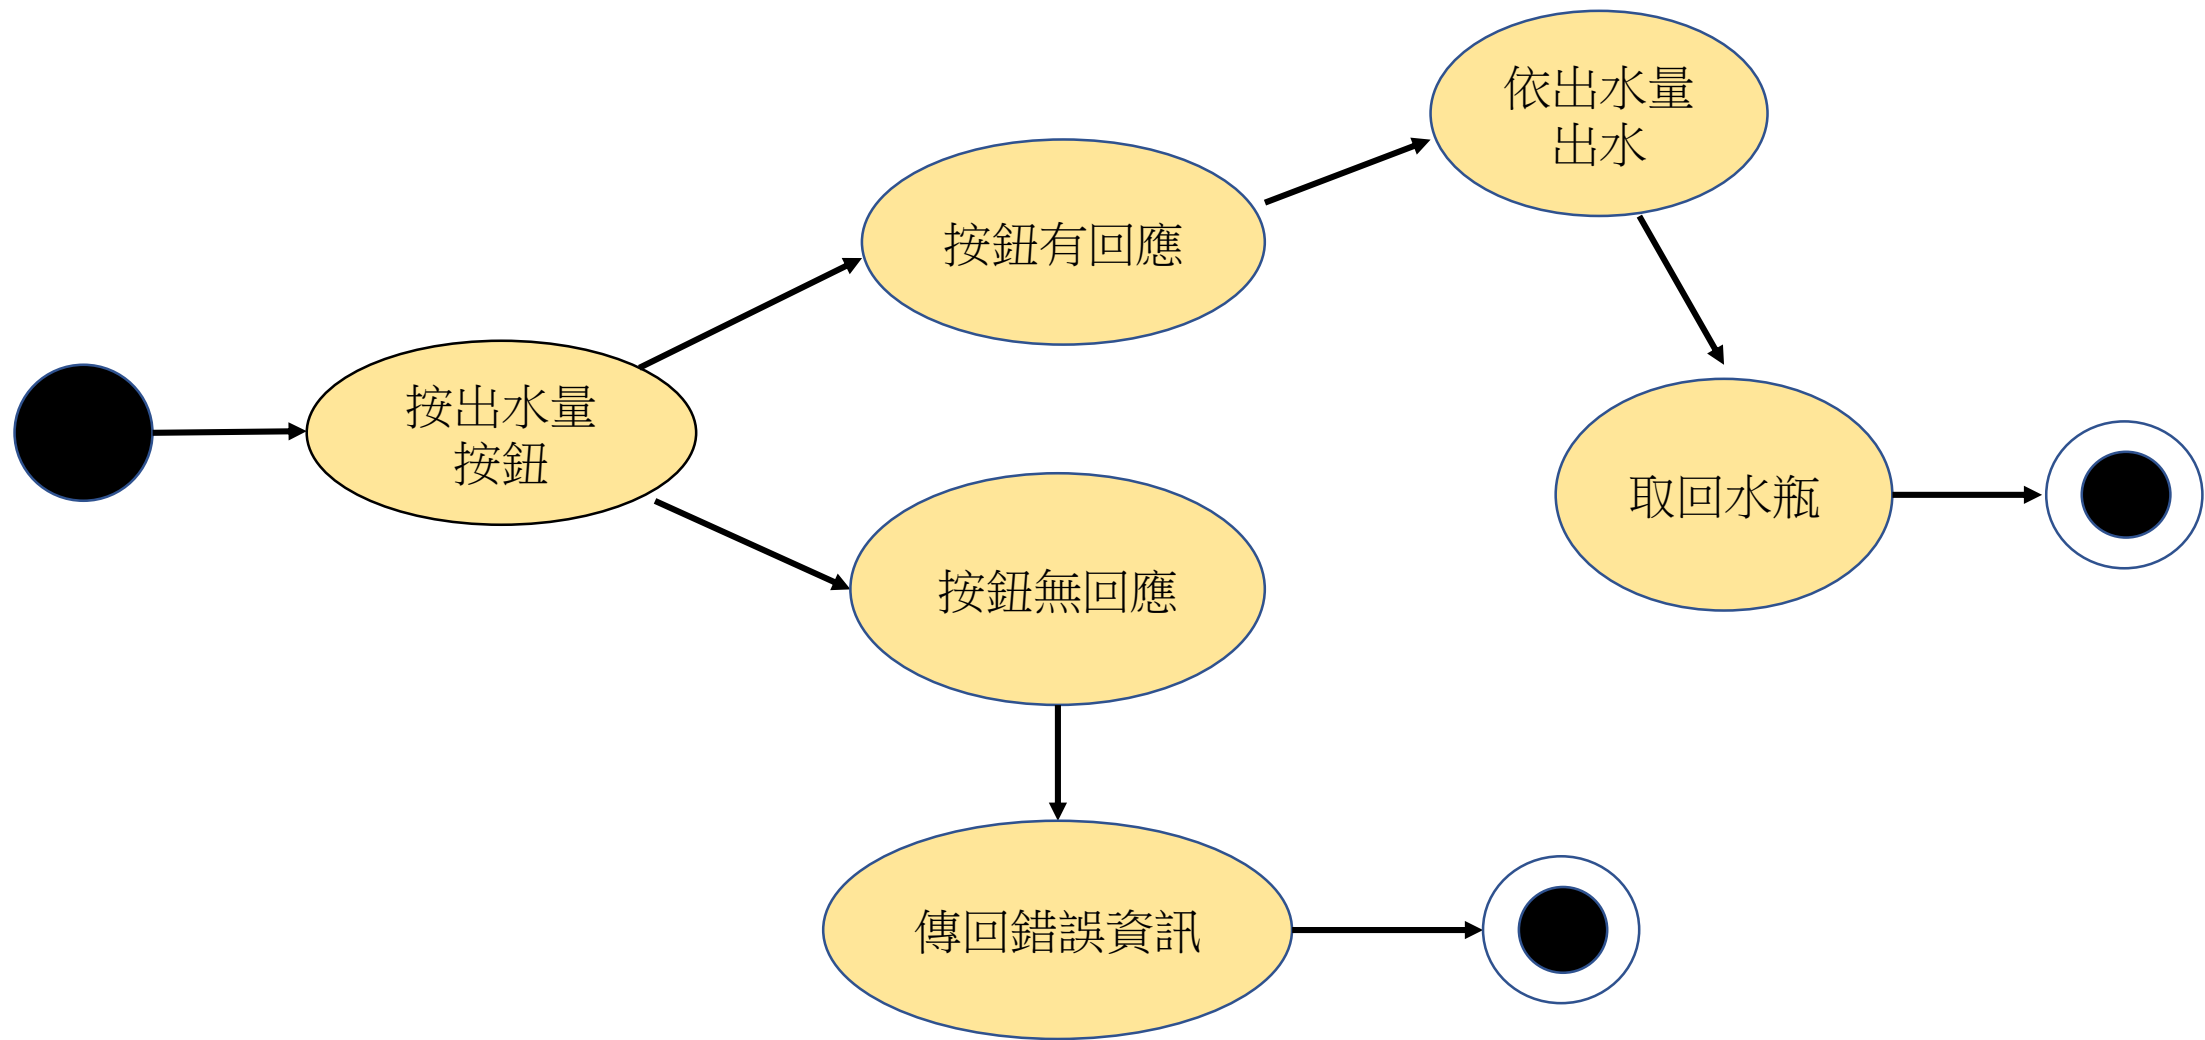 按出水量
按鈕
按鈕有回應
依出水量
出水
取回水瓶
按鈕無回應
傳回錯誤資訊